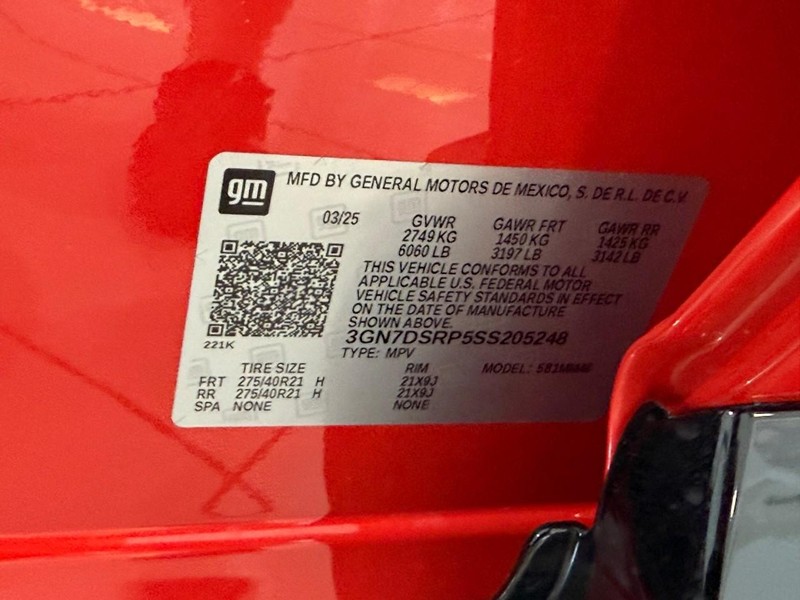 gm
MFD BY GENERAL MOTORS DE MEXICO, S. DE R.L. DE C.V.
03/25 GVWR GAWR FRT GAWR RR
2749 KG 1450 KG 1425 KG
6060 LB 3197 LB 3142 LB
THIS VEHICLE CONFORMS TO ALL
APPLICABLE U.S. FEDERAL MOTOR
VEHICLE SAFETY STANDARDS IN EFFECT
ON THE DATE OF MANUFACTURE
SHOWN ABOVE.
221K
3GN7DSRP5SS205248
TYPE: MPV
TIRE SIZE RIM MODEL:
FRT 275/40R21 H 21X9J
RR 275/40R21 H 21X9J
SPA NONE NONE